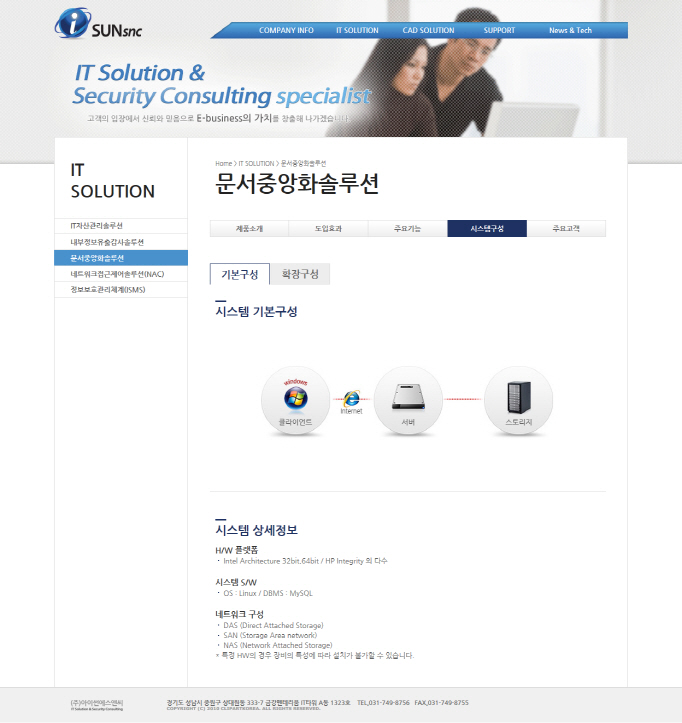 i SUNsnc
COMPANY INFO IT SOLUTION CAD SOLUTION SUPPORT News & Tech
IT Solution &
Security Consulting specialist
고객의 입장에서 신뢰와 믿음으로 E-business의 가치를 창출해 나가겠습니다.
IT
SOLUTION
IT자산관리솔루션
내부정보유출감사솔루션
문서중앙화솔루션
네트워크접근제어솔루션(NAC)
정보보호관리체계(ISMS)
Home > IT SOLUTION > 문서중앙화솔루션
문서중앙화솔루션
제품소개 도입효과 주요기능 시스템구성 주요고객
기본구성 확장구성
시스템 기본구성
windows
Internet
클라이언트 서버 스토리지
시스템 상세정보
H/W 플랫폼
· Intel Architecture 32bit,64bit / HP Integrity 외 다수
시스템 S/W
· OS : Linux / DBMS : MySQL
네트워크 구성
· DAS (Direct Attached Storage)
· SAN (Storage Area network)
· NAS (Network Attached Storage)
* 특정 HW의 경우 장비의 특성에 따라 설치가 불가할 수 있습니다.
(주)아이썬에스앤씨
IT Solution & Security Consulting
경기도 성남시 중원구 상대원동 333-7 금강펜테리움 IT타워 A동 1323호 TEL.031-749-8756 FAX.031-749-8755
COPYRIGHT (C) 2010 CLIPARTKOREA. ALL RIGHTS RESERVED.